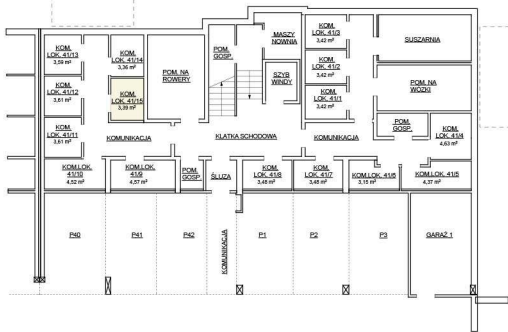 KOM.
LOK. 41/13
3,59 m²
KOM.
LOK. 41/14
3,36 m²
KOM.
LOK. 41/12
3,61 m²
KOM.
LOK. 41/15
3,39 m²
KOM.
LOK. 41/11
3,61 m²
KOMUNIKACJA
POM. NA
ROWERY
POM.
GOSP.
MASZY
NOWNIA
SZYB
WINDY
KLATKA SCHODOWA
KOM.
LOK. 41/3
3,42 m²
KOM.
LOK. 41/2
3,42 m²
KOM.
LOK. 41/1
3,42 m²
KOMUNIKACJA
SUSZARNIA
POM. NA
WÓZKI
POM.
GOSP.
KOM.
LOK. 41/4
4,63 m²
KOM.LOK.
41/10
4,52 m²
KOM.LOK.
41/9
4,57 m²
POM.
GOSP.
ŚLUZA
KOM.
LOK. 41/8
3,48 m²
KOM.
LOK. 41/7
3,48 m²
KOM.LOK. 41/6
3,15 m²
KOM.LOK. 41/5
4,37 m²
P40
P41
P42
KOMUNIKACJA
P1
P2
P3
GARAŻ 1